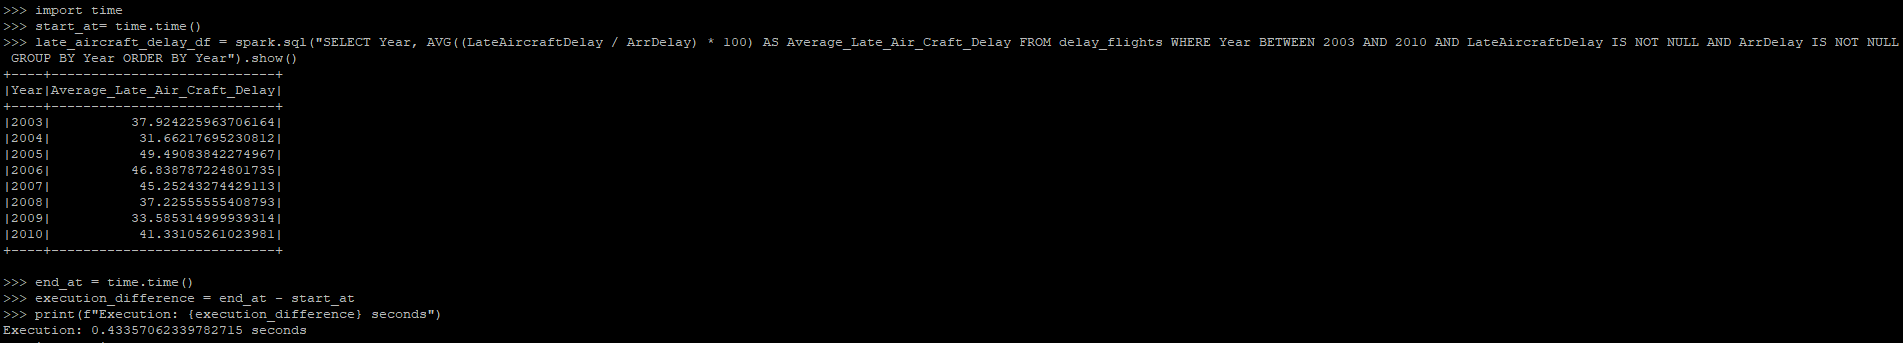 >>> import time
>>> start_at= time.time()
>>> late_aircraft_delay_df = spark.sql("SELECT Year, AVG((LateAircraftDelay / ArrDelay) * 100) AS Average_Late_Air_Craft_Delay FROM delay_flights WHERE Year BETWEEN 2003 AND 2010 AND LateAircraftDelay IS NOT NULL AND ArrDelay IS NOT NULL
 GROUP BY Year ORDER BY Year").show()
+----+----------------------------+
|Year|Average_Late_Air_Craft_Delay|
+----+----------------------------+
|2003|          37.924225963706164|
|2004|           31.66217695230812|
|2005|           49.49083842274967|
|2006|          46.838787224801735|
|2007|           45.25243274429113|
|2008|           37.22555555408793|
|2009|          33.585314999939314|
|2010|           41.33105261023981|
+----+----------------------------+
>>> end_at = time.time()
>>> execution_difference = end_at - start_at
>>> print(f"Execution: {execution_difference} seconds")
Execution: 0.43357062339782715 seconds